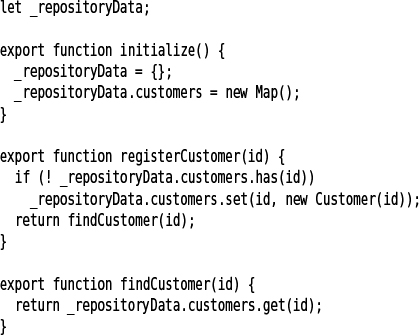 let _repositoryData;

export function initialize() {
  _repositoryData = {};
  _repositoryData.customers = new Map();
}

export function registerCustomer(id) {
  if (! _repositoryData.customers.has(id))
    _repositoryData.customers.set(id, new Customer(id));
  return findCustomer(id);
}

export function findCustomer(id) {
  return _repositoryData.customers.get(id);
}